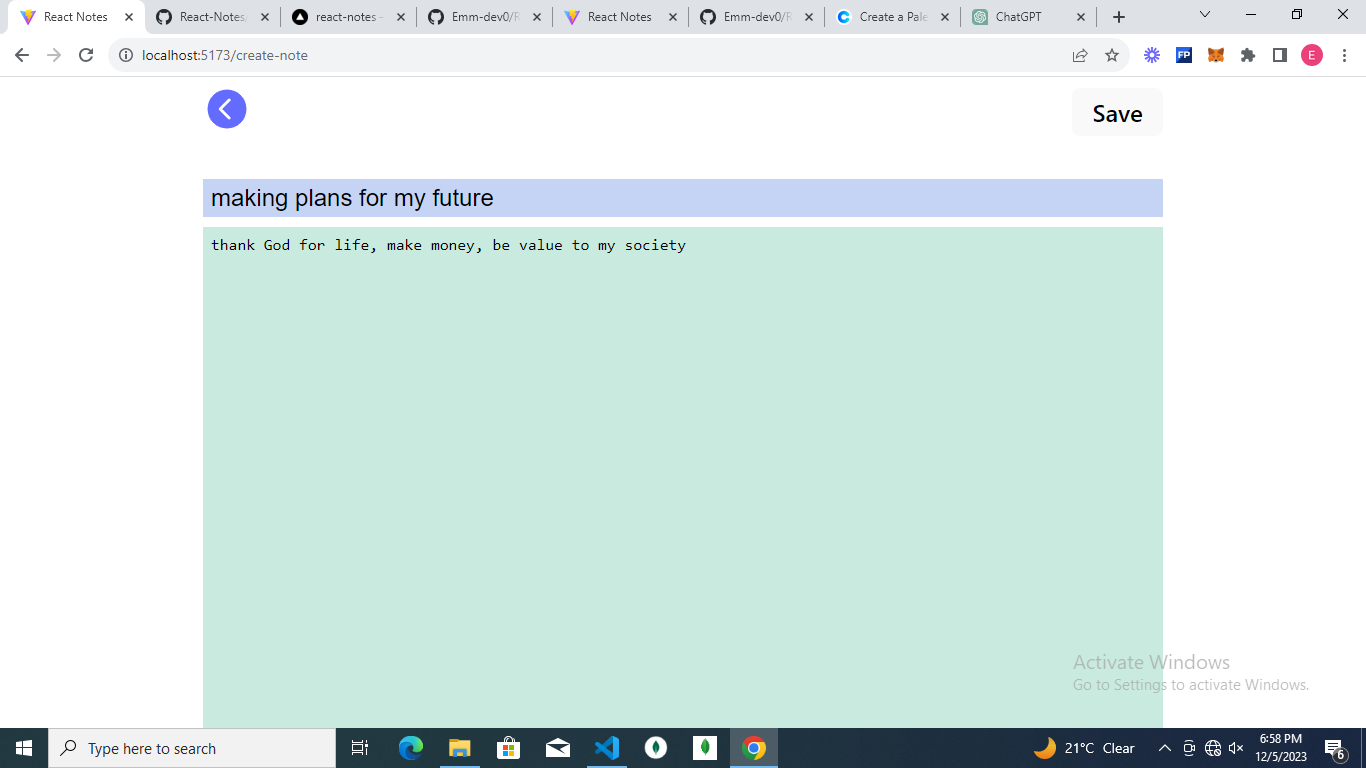 React Notes
React-Notes,
react-notes -
Emm-dev0/R
React Notes
Emm-dev0/R
Create a Pale
ChatGPT
localhost:5173/create-note
FP
E
Save
making plans for my future
thank God for life, make money, be value to my society
Activate Windows
Go to Settings to activate Windows.
Type here to search
21°C Clear
6:58 PM
12/5/2023
6